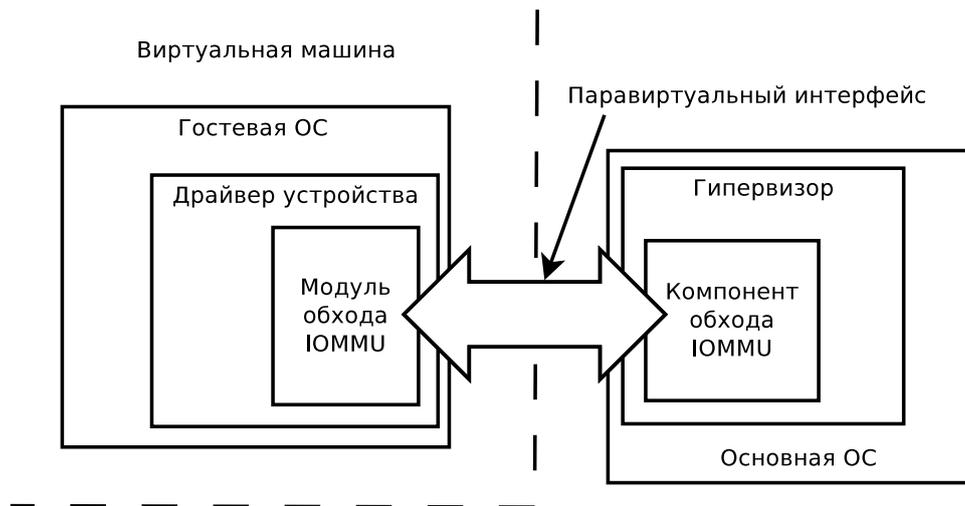 Виртуальная машина
Паравиртуальный интерфейс
Гостевая ОС
Драйвер устройства
Модуль
обхода
IOMMU
Гипервизор
Компонент
обхода
IOMMU
Основная ОС